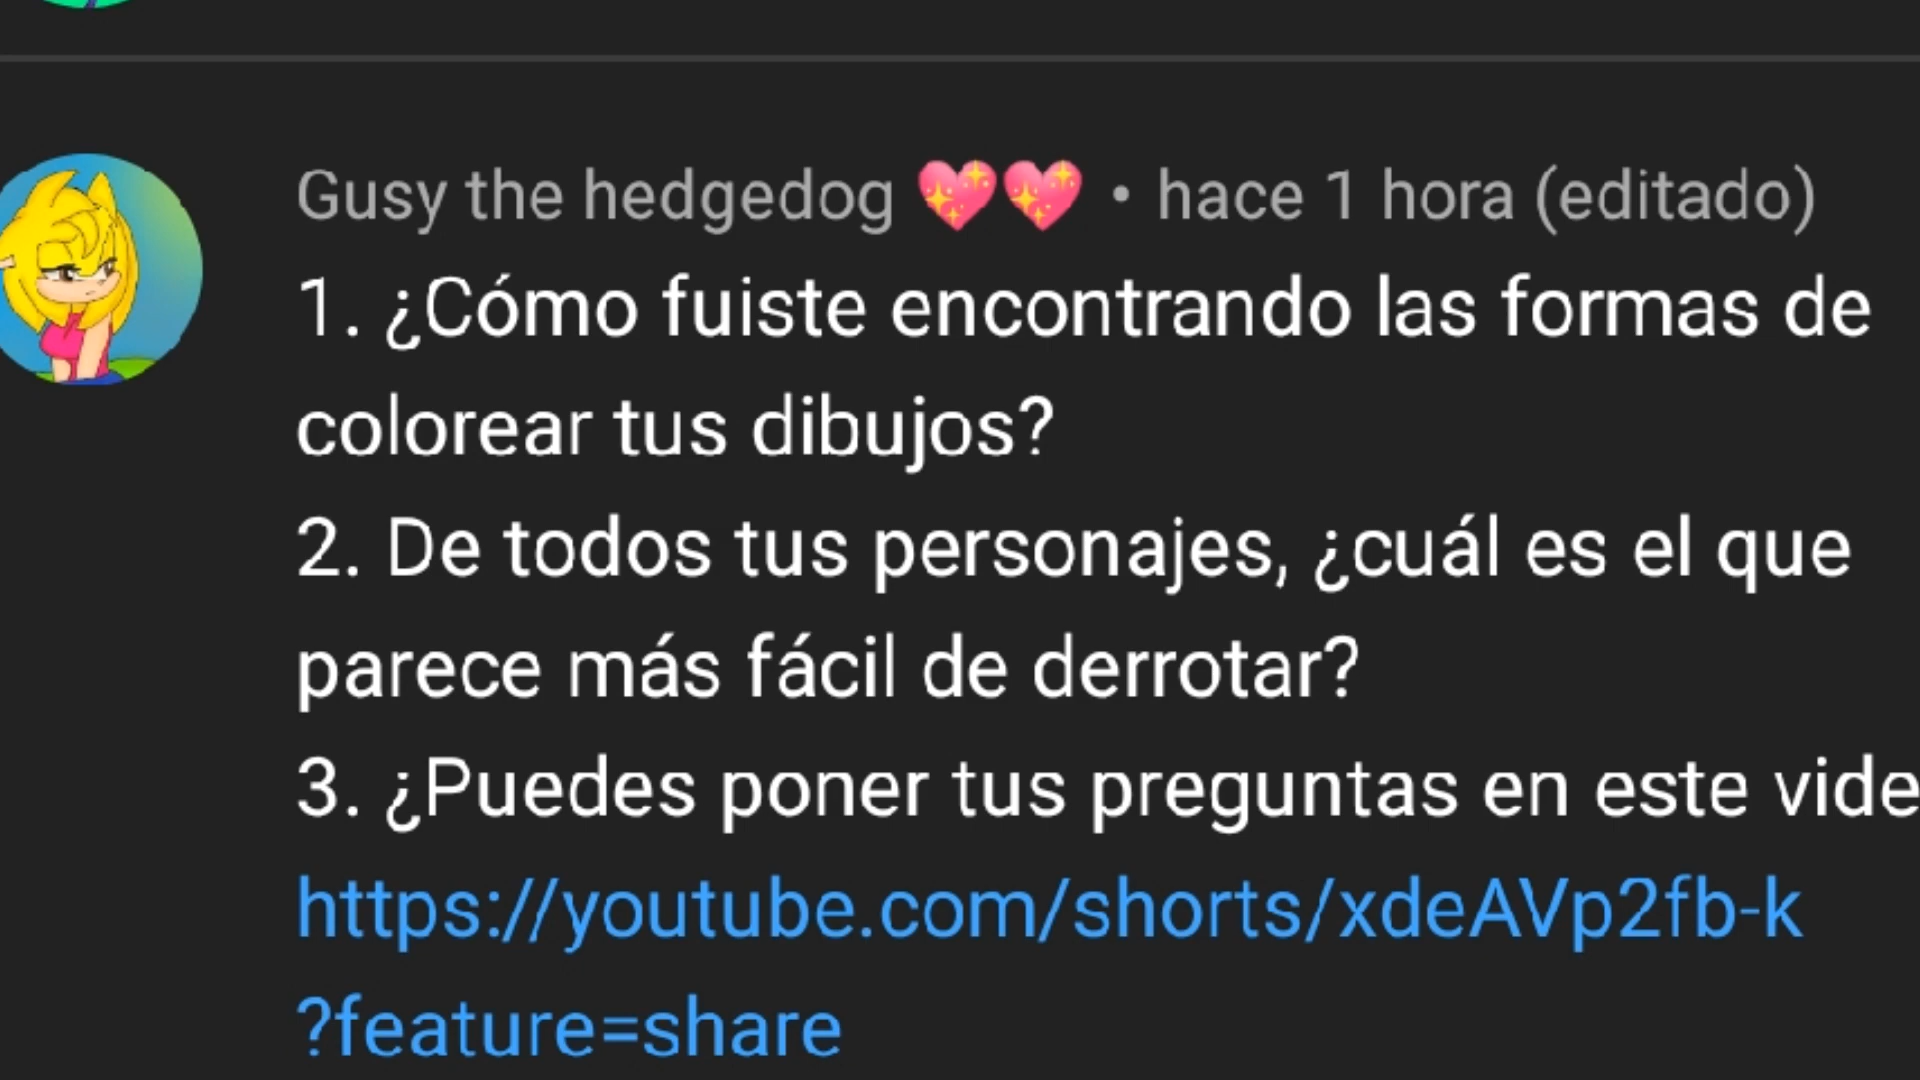 Gusy the hedgedog 💖💖 • hace 1 hora (editado)
1. ¿Cómo fuiste encontrando las formas de
colorear tus dibujos?
2. De todos tus personajes, ¿cuál es el que
parece más fácil de derrotar?
3. ¿Puedes poner tus preguntas en este vide
https://youtube.com/shorts/xdeAVp2fb-k
?feature=share